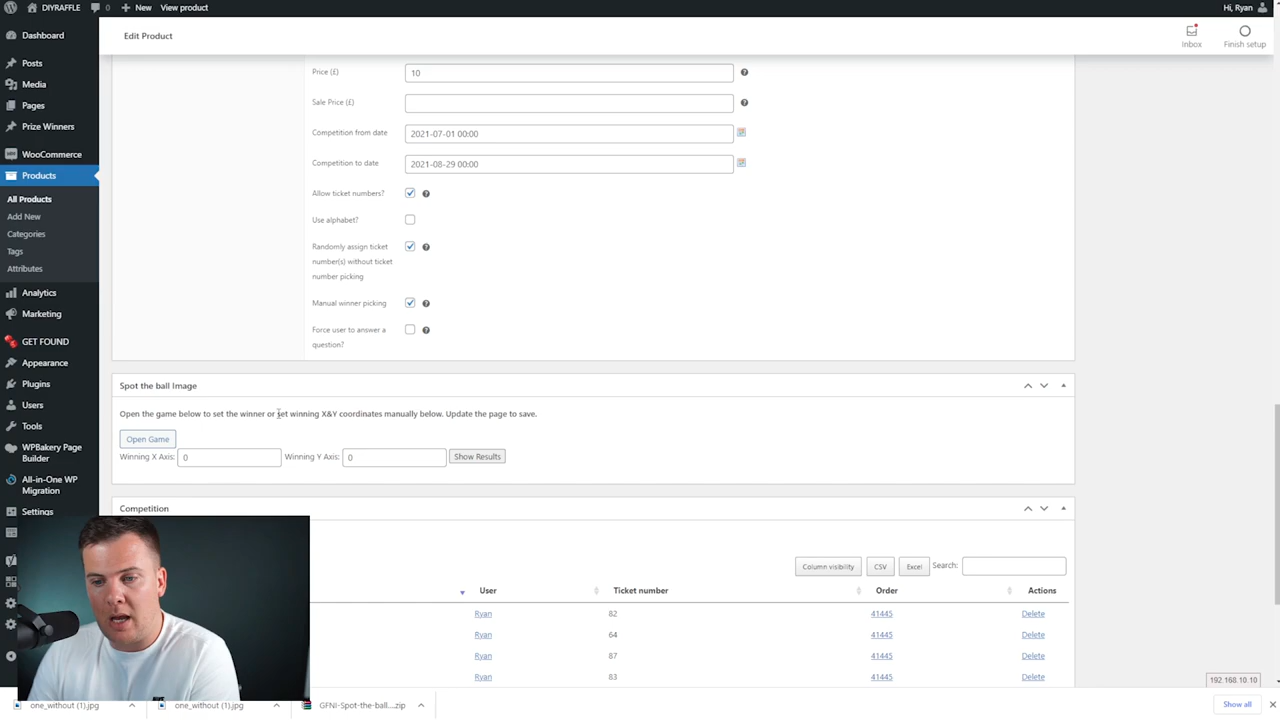 DIYRAFFLE 0 + New View product Hi, Ryan
Edit Product Inbox Finish setup
Dashboard
Posts
Media
Pages
Prize Winners
WooCommerce
Products
All Products
Add New
Categories
Tags
Attributes
Analytics
Marketing
GET FOUND
Appearance
Plugins
Users
Tools
WPBakery Page
Builder
All-in-One WP
Migration
Settings
Price (£) 10
Sale Price (£)
Competition from date 2021-07-01 00:00
Competition to date 2021-08-29 00:00
Allow ticket numbers?
Use alphabet?
Randomly assign ticket
number(s) without ticket
number picking
Manual winner picking
Force user to answer a
question?
Spot the ball Image
Open the game below to set the winner or set winning X&Y coordinates manually below. Update the page to save.
Open Game
Winning X Axis: 0 Winning Y Axis: 0 Show Results
Competition
Column visibility CSV Excel Search:
User Ticket number Order Actions
Ryan 82 41445 Delete
Ryan 64 41445 Delete
Ryan 87 41445 Delete
Ryan 83 41445 Delete
192.168.10.10
one_without (1).jpg one_without (1).jpg GFNI-Spot-the-ball....zip Show all